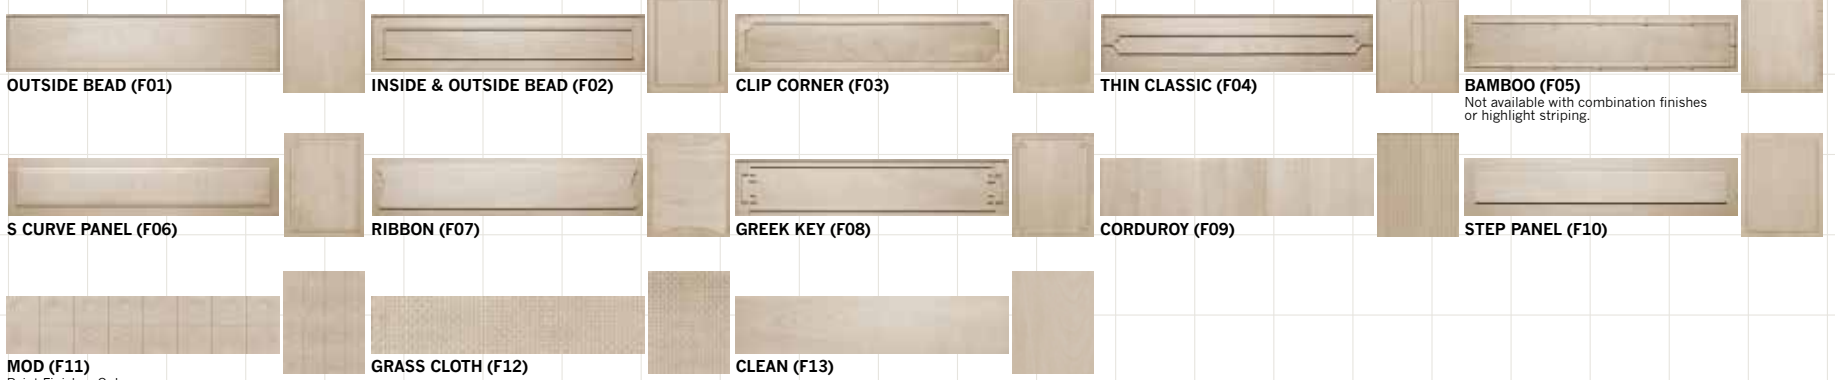 OUTSIDE BEAD (F01)
INSIDE & OUTSIDE BEAD (F02)
CLIP CORNER (F03)
THIN CLASSIC (F04)
BAMBOO (F05)
Not available with combination finishes
or highlight striping.
S CURVE PANEL (F06)
RIBBON (F07)
GREEK KEY (F08)
CORDUROY (F09)
STEP PANEL (F10)
MOD (F11)
GRASS CLOTH (F12)
CLEAN (F13)